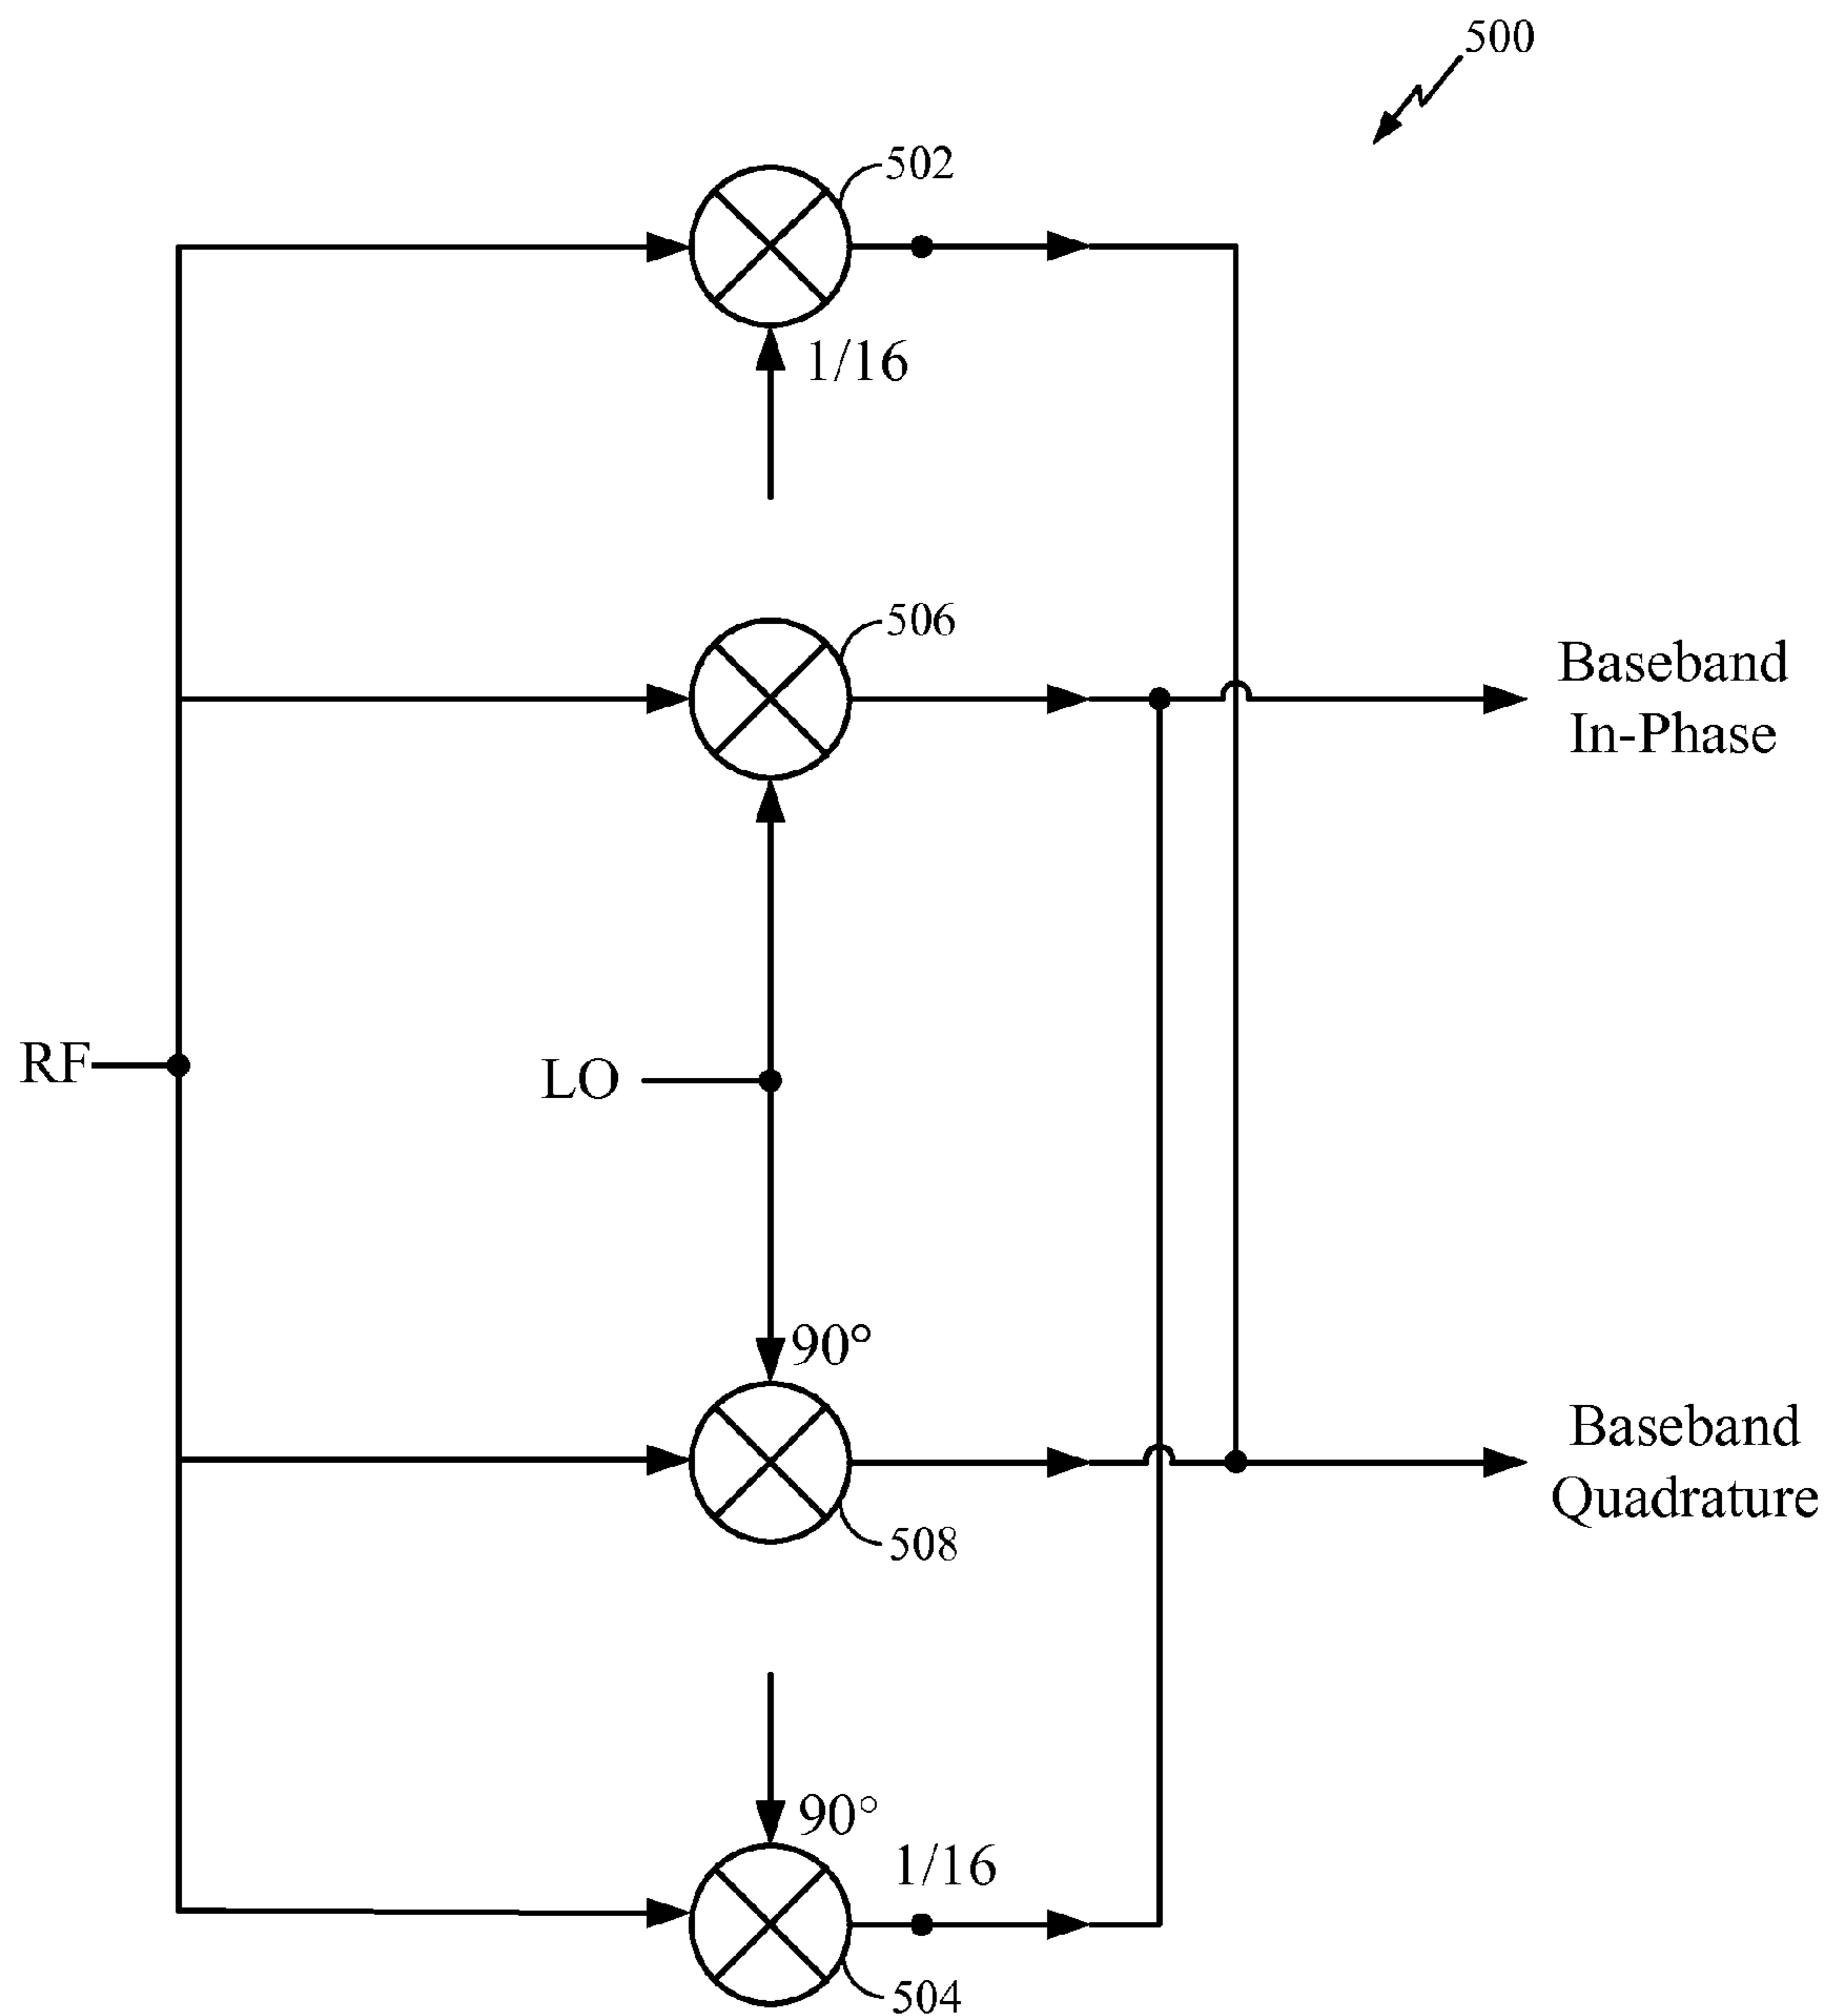 500
502
1/16
506
Baseband
In-Phase
RF
LO
90°
Baseband
Quadrature
508
90°
1/16
504